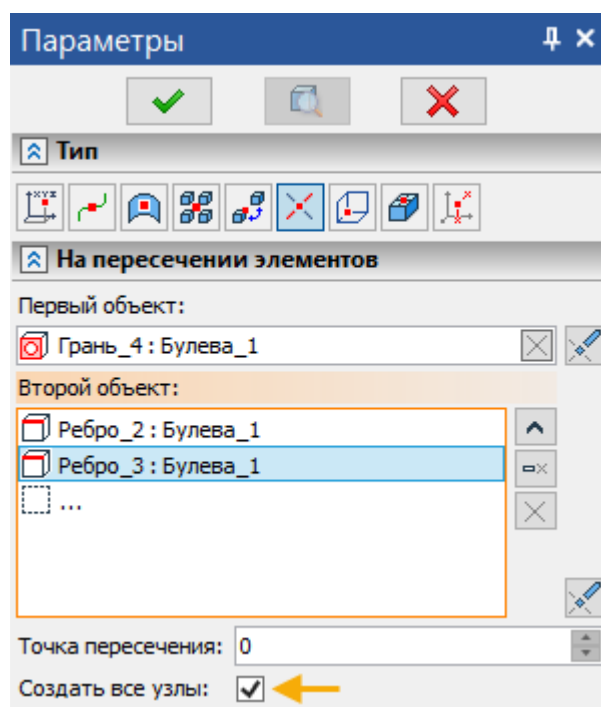 Параметры
Тип
На пересечении элементов
Первый объект:
Грань_4 : Булева_1
Второй объект:
Ребро_2 : Булева_1
Ребро_3 : Булева_1
...
Точка пересечения: 0
Создать все узлы: